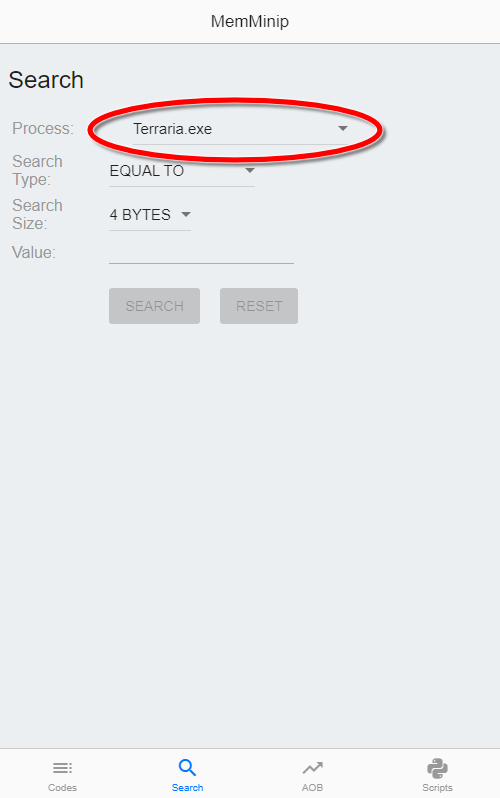 MemMinip
Search
Process: Terraria.exe
Search
Type: EQUAL TO
Search
Size: 4 BYTES
Value:
SEARCH RESET
Codes Search AOB Scripts